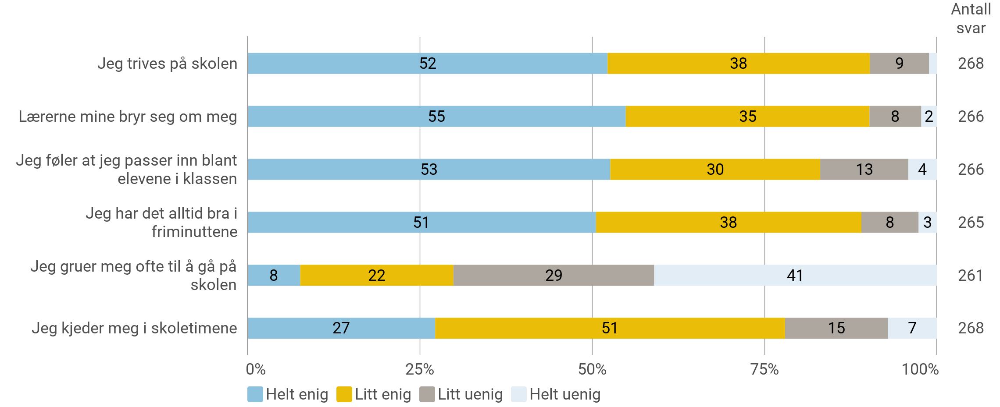 Antall
svar
Jeg trives på skolen 52 38 9 268
Lærerne mine bryr seg om meg 55 35 8 2 266
Jeg føler at jeg passer inn blant
elevene i klassen 53 30 13 4 266
Jeg har det alltid bra i
friminuttene 51 38 8 3 265
Jeg gruer meg ofte til å gå på
skolen 8 22 29 41 261
Jeg kjeder meg i skoletimene 27 51 15 7 268
0% 25% 50% 75% 100%
Helt enig Litt enig Litt uenig Helt uenig